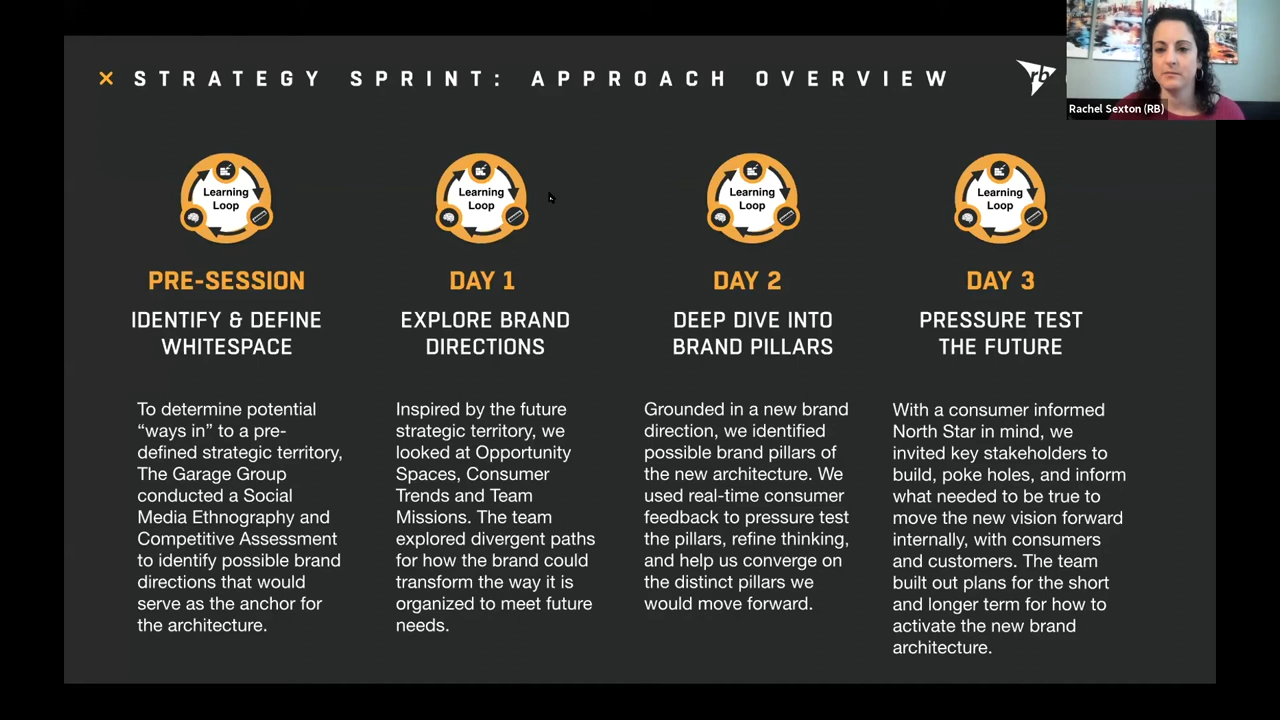 × STRATEGY SPRINT: APPROACH OVERVIEW
rb
Rachel Sexton (RB)
Learning
Loop
PRE-SESSION
IDENTIFY & DEFINE
WHITESPACE
To determine potential
“ways in” to a pre-
defined strategic territory,
The Garage Group
conducted a Social
Media Ethnography and
Competitive Assessment
to identify possible brand
directions that would
serve as the anchor for
the architecture.
Learning
Loop
DAY 1
EXPLORE BRAND
DIRECTIONS
Inspired by the future
strategic territory, we
looked at Opportunity
Spaces, Consumer
Trends and Team
Missions. The team
explored divergent paths
for how the brand could
transform the way it is
organized to meet future
needs.
Learning
Loop
DAY 2
DEEP DIVE INTO
BRAND PILLARS
Grounded in a new brand
direction, we identified
possible brand pillars of
the new architecture. We
used real-time consumer
feedback to pressure test
the pillars, refine thinking,
and help us converge on
the distinct pillars we
would move forward.
Learning
Loop
DAY 3
PRESSURE TEST
THE FUTURE
With a consumer informed
North Star in mind, we
invited key stakeholders to
build, poke holes, and inform
what needed to be true to
move the new vision forward
internally, with consumers
and customers. The team
built out plans for the short
and longer term for how to
activate the new brand
architecture.